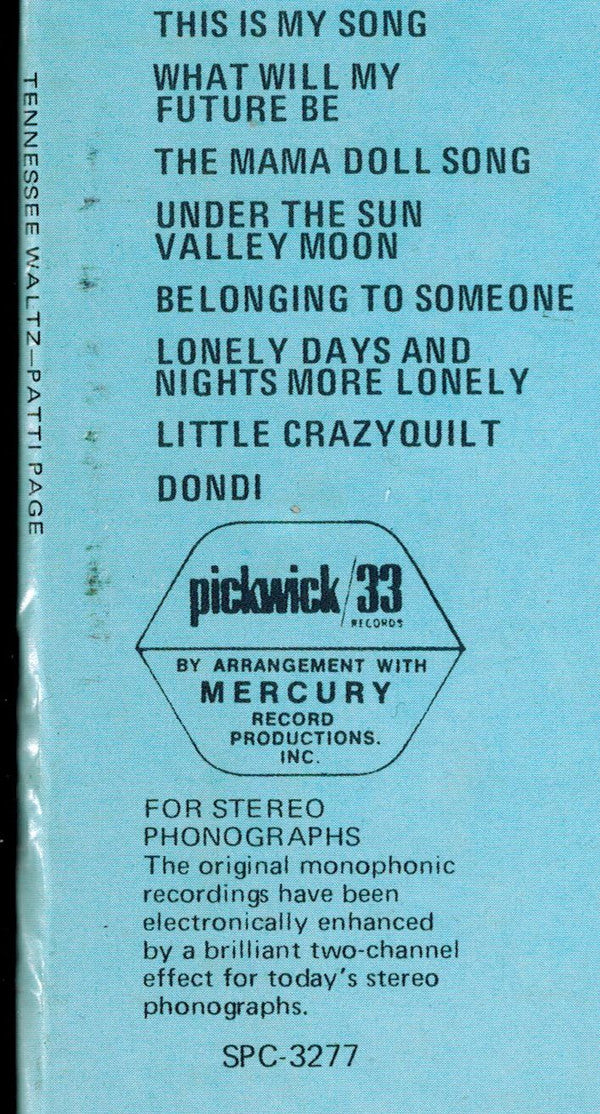 TENNESSEE WALTZ—PATTI PAGE
THIS IS MY SONG
WHAT WILL MY
FUTURE BE
THE MAMA DOLL SONG
UNDER THE SUN
VALLEY MOON
BELONGING TO SOMEONE
LONELY DAYS AND
NIGHTS MORE LONELY
LITTLE CRAZYQUILT
DONDI
pickwick/33
RECORDS
BY ARRANGEMENT WITH
MERCURY
RECORD
PRODUCTIONS.
INC.
FOR STEREO
PHONOGRAPHS
The original monophonic
recordings have been
electronically enhanced
by a brilliant two-channel
effect for today's stereo
phonographs.
SPC-3277